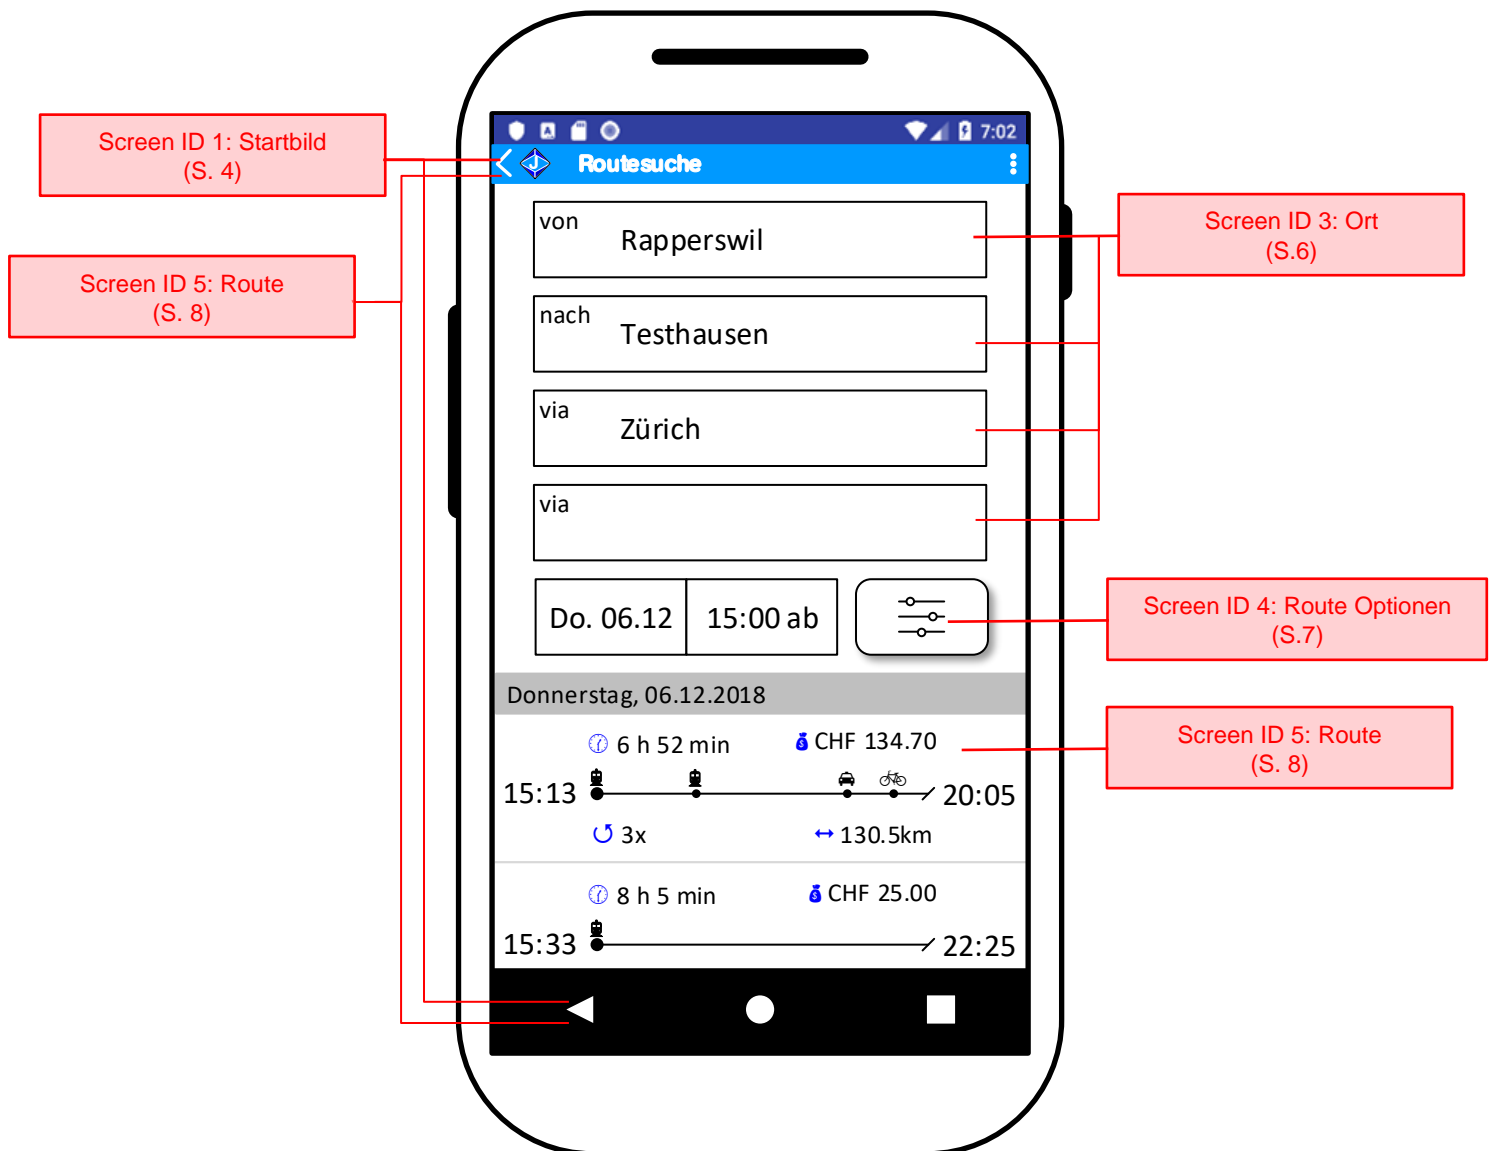 7:02
J
Routesuche
Screen ID 1: Startbild
(S. 4)
Screen ID 5: Route
(S. 8)
von
Rapperswil
Screen ID 3: Ort
(S.6)
nach
Testhausen
via
Zürich
via
Do. 06.12
15:00 ab
Screen ID 4: Route Optionen
(S.7)
Donnerstag, 06.12.2018
6 h 52 min
CHF 134.70
Screen ID 5: Route
(S. 8)
15:13
20:05
3x
130.5km
8 h 5 min
CHF 25.00
15:33
22:25